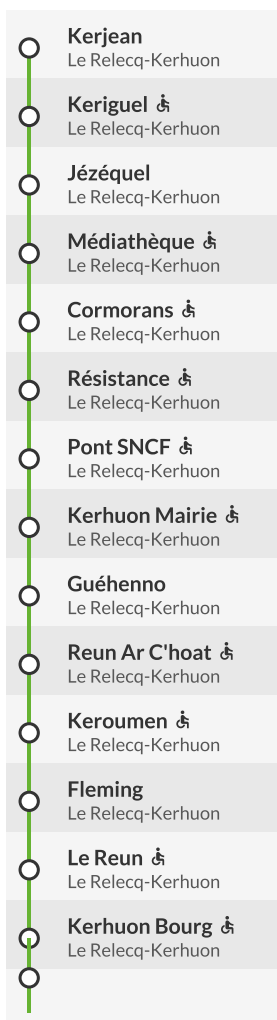 Kerjean
Le Relecq-Kerhuon
Keriguel
Le Relecq-Kerhuon
Jézéquel
Le Relecq-Kerhuon
Médiathèque
Le Relecq-Kerhuon
Cormorans
Le Relecq-Kerhuon
Résistance
Le Relecq-Kerhuon
Pont SNCF
Le Relecq-Kerhuon
Kerhuon Mairie
Le Relecq-Kerhuon
Guéhenno
Le Relecq-Kerhuon
Reun Ar C'hoat
Le Relecq-Kerhuon
Keroumen
Le Relecq-Kerhuon
Fleming
Le Relecq-Kerhuon
Le Reun
Le Relecq-Kerhuon
Kerhuon Bourg
Le Relecq-Kerhuon